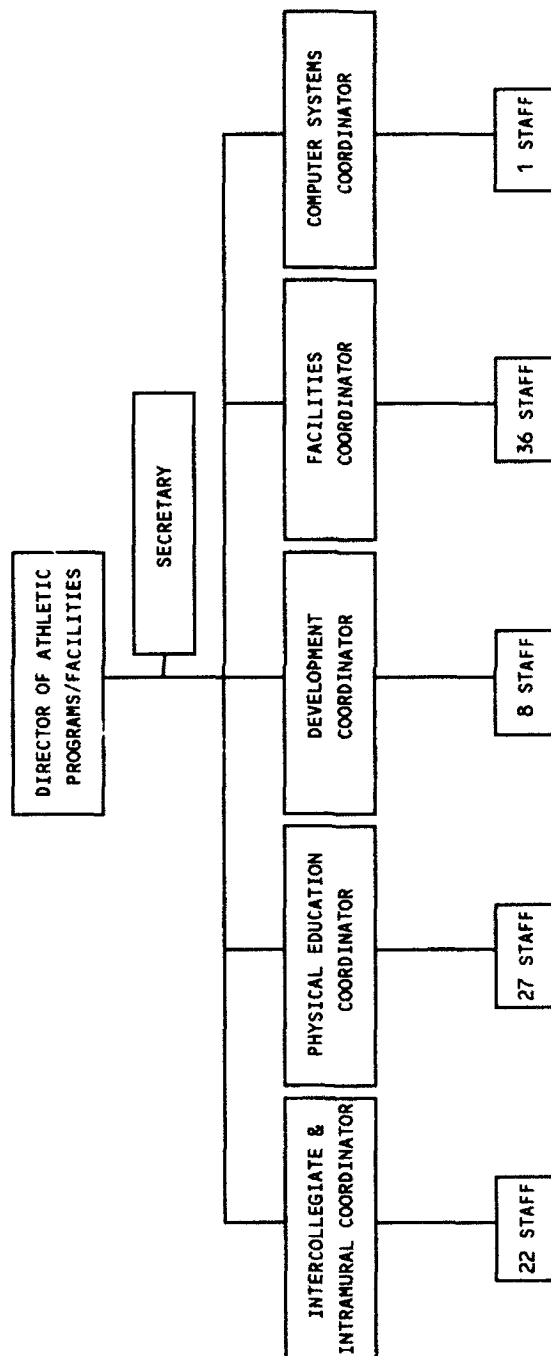 DIRECTOR OF ATHLETIC
PROGRAMS/FACILITIES
SECRETARY
INTERCOLLEGIATE &
INTRAMURAL COORDINATOR
PHYSICAL EDUCATION
COORDINATOR
DEVELOPMENT
COORDINATOR
FACILITIES
COORDINATOR
COMPUTER SYSTEMS
COORDINATOR
22 STAFF
27 STAFF
8 STAFF
36 STAFF
1 STAFF